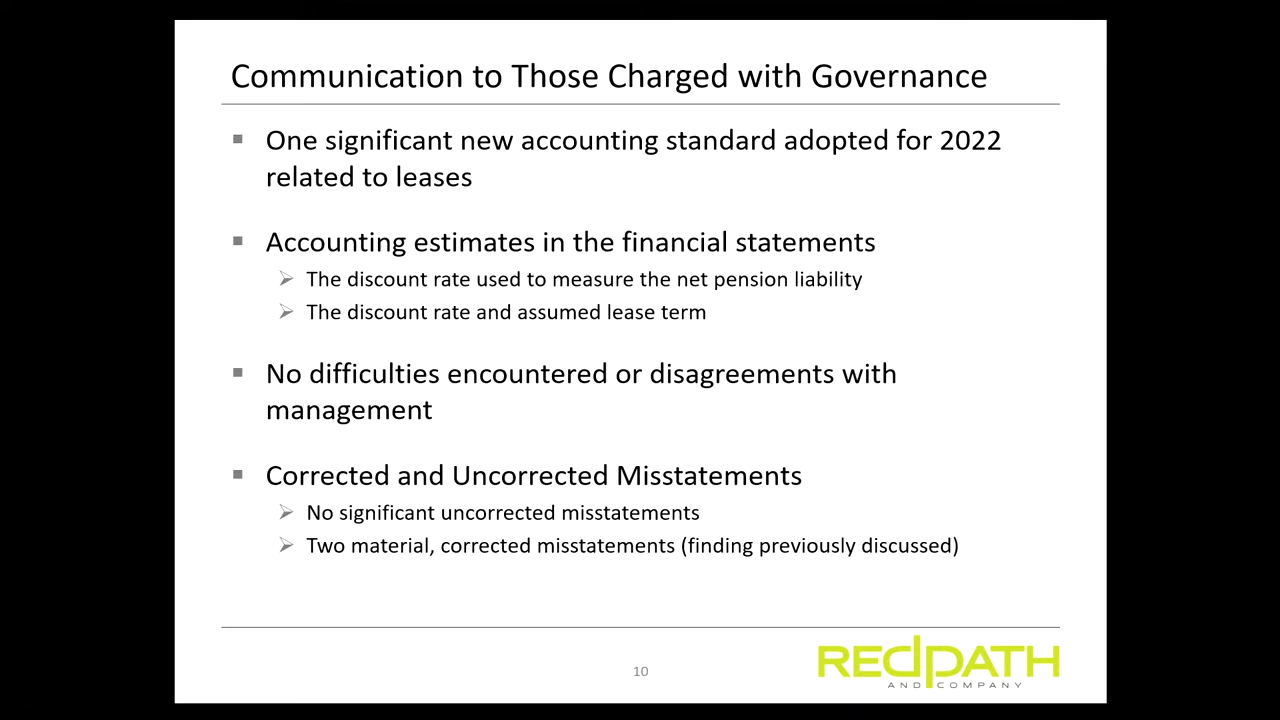 Communication to Those Charged with Governance
One significant new accounting standard adopted for 2022
related to leases
Accounting estimates in the financial statements
The discount rate used to measure the net pension liability
The discount rate and assumed lease term
No difficulties encountered or disagreements with
management
Corrected and Uncorrected Misstatements
No significant uncorrected misstatements
Two material, corrected misstatements (finding previously discussed)
10
REDPATH
AND COMPANY